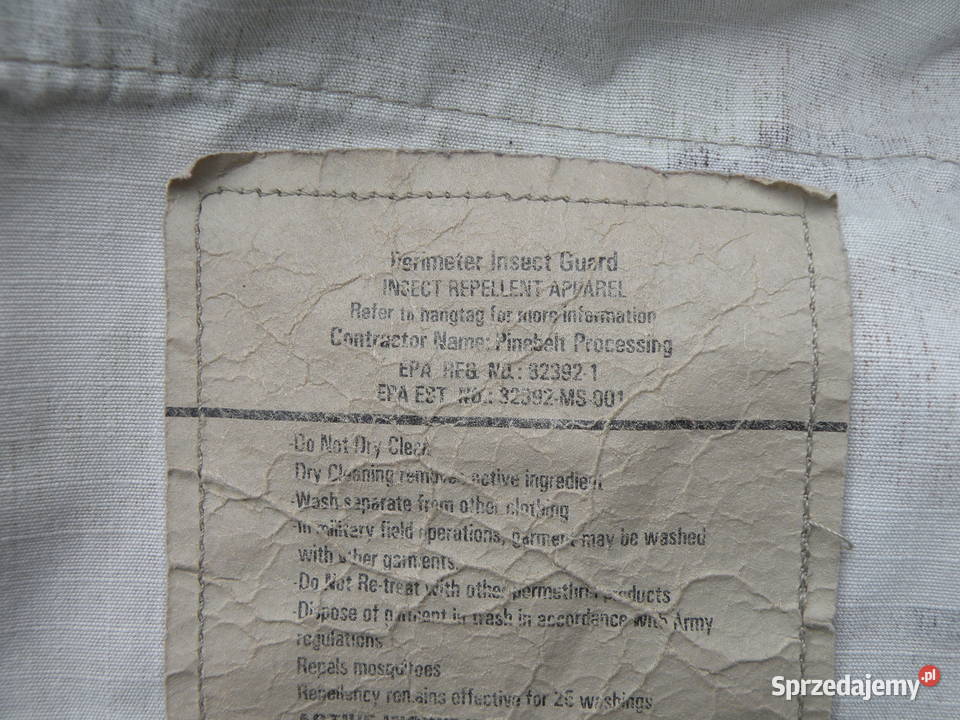 Perimeter Insect Guard
INSECT REPELLENT APPAREL
Refer to hangtag for more information
Contractor Name: Pinebelt Processing
EPA REG. NO.: 82392-1
EPA EST. NO.: 82392-MS-001
-Do Not Dry Clean
Dry Cleaning removes active ingredient
-Wash separate from other clothing
-In military field operations, garment may be washed
with other garments.
-Do Not Re-treat with other permethrin products
-Dispose of garment in trash in accordance with Army
regulations
Repels mosquitoes
Repellency remains effective for 25 washings
Sprzedajemy.pl